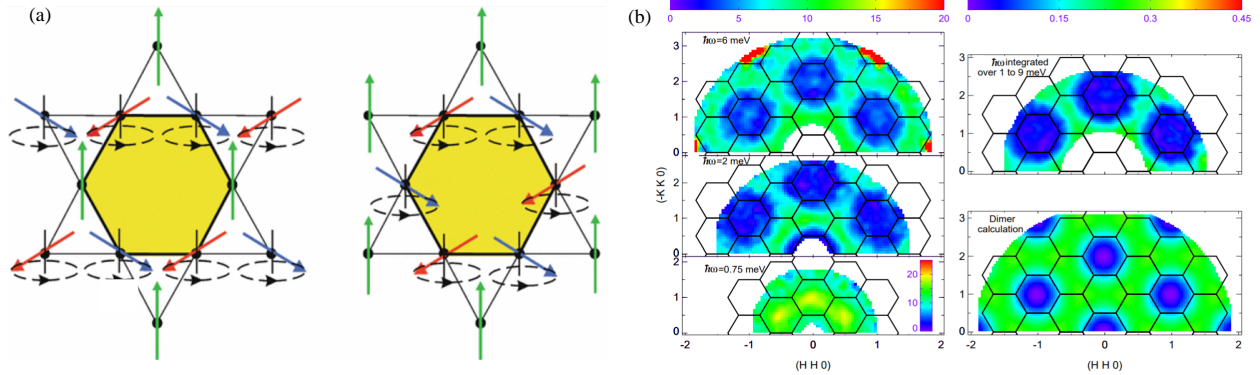 (a)
(b)
0 5 10 15 20
ħω=6 meV
3
2
1
0
ħω=2 meV
2
1
0
ħω=0.75 meV
2
1
0
20
10
0
-2 -1 0 1 2
(H H 0)
(-K K 0)
0 0.15 0.3 0.45
ħωintegrated
over 1 to 9 meV
3
2
1
0
Dimer
calculation
3
2
1
0
-2 -1 0 1 2
(H H 0)